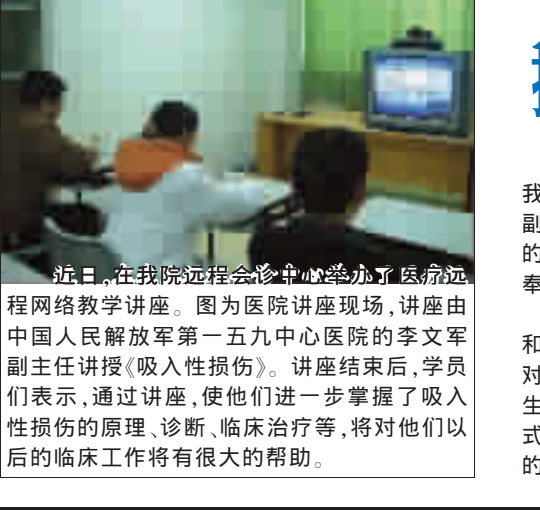 近日,在我院远程会诊中心举办了医疗远
程网络教学讲座。图为医院讲座现场,讲座由
中国人民解放军第一五九中心医院的李文军
副主任讲授《吸入性损伤》。讲座结束后,学员
们表示,通过讲座,使他们进一步掌握了吸入
性损伤的原理、诊断、临床治疗等,将对他们以
后的临床工作将有很大的帮助。
我
副
的
奉
和
对
生
式
的